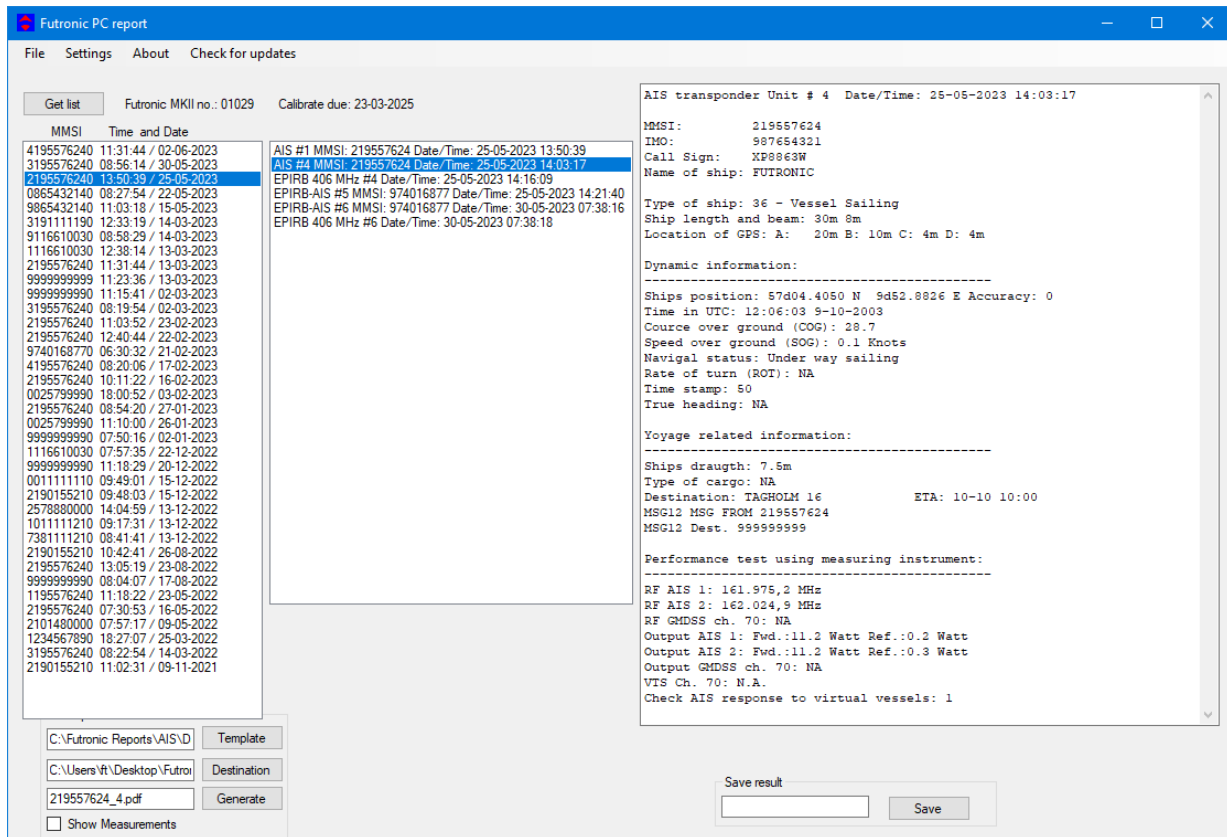 Futronic PC report
File Settings About Check for updates
Get list Futronic MKII no.: 01029 Calibrate due: 23-03-2025
MMSI Time and Date
4195576240 11:31:44 / 02-06-2023
3195576240 08:56:14 / 30-05-2023
2195576240 13:50:39 / 25-05-2023
0865432140 08:27:54 / 22-05-2023
9865432140 11:03:18 / 15-05-2023
3191111190 12:33:19 / 14-03-2023
9116610030 08:58:29 / 14-03-2023
1116610030 12:38:14 / 13-03-2023
2195576240 11:31:44 / 13-03-2023
9999999999 11:23:36 / 13-03-2023
9999999990 11:15:41 / 02-03-2023
3195576240 08:19:54 / 02-03-2023
2195576240 11:03:52 / 23-02-2023
2195576240 12:40:44 / 22-02-2023
9740168770 06:30:32 / 21-02-2023
4195576240 08:20:06 / 17-02-2023
2195576240 10:11:22 / 16-02-2023
0025799990 18:00:52 / 03-02-2023
2195576240 08:54:20 / 27-01-2023
0025799990 11:10:00 / 26-01-2023
9999999990 07:50:16 / 02-01-2023
1116610030 07:57:35 / 22-12-2022
9999999990 11:18:29 / 20-12-2022
0011111110 09:49:01 / 15-12-2022
2190155210 09:48:03 / 15-12-2022
2578880000 14:04:59 / 13-12-2022
1011111210 09:17:31 / 13-12-2022
7381111210 08:41:41 / 13-12-2022
2190155210 10:42:41 / 26-08-2022
2195576240 13:05:19 / 23-08-2022
9999999990 08:04:07 / 17-08-2022
1195576240 11:18:22 / 23-05-2022
2195576240 07:30:53 / 16-05-2022
2101480000 07:57:17 / 09-05-2022
1234567890 18:27:07 / 25-03-2022
3195576240 08:22:54 / 14-03-2022
2190155210 11:02:31 / 09-11-2021
AIS #1 MMSI: 219557624 Date/Time: 25-05-2023 13:50:39
AIS #4 MMSI: 219557624 Date/Time: 25-05-2023 14:03:17
EPIRB 406 MHz #4 Date/Time: 25-05-2023 14:16:09
EPIRB-AIS #5 MMSI: 974016877 Date/Time: 25-05-2023 14:21:40
EPIRB-AIS #6 MMSI: 974016877 Date/Time: 30-05-2023 07:38:16
EPIRB 406 MHz #6 Date/Time: 30-05-2023 07:38:18
AIS transponder Unit # 4 Date/Time: 25-05-2023 14:03:17
MMSI: 219557624
IMO: 987654321
Call Sign: XP8863W
Name of ship: FUTRONIC
Type of ship: 36 - Vessel Sailing
Ship length and beam: 30m 8m
Location of GPS: A: 20m B: 10m C: 4m D: 4m
Dynamic information:
---------------------------------------------
Ships position: 57d04.4050 N 9d52.8826 E Accuracy: 0
Time in UTC: 12:06:03 9-10-2003
Cource over ground (COG): 28.7
Speed over ground (SOG): 0.1 Knots
Navigal status: Under way sailing
Rate of turn (ROT): NA
Time stamp: 50
True heading: NA
Yoyage related information:
---------------------------------------------
Ships draugth: 7.5m
Type of cargo: NA
Destination: TAGHOLM 16 ETA: 10-10 10:00
MSG12 MSG FROM 219557624
MSG12 Dest. 999999999
Performance test using measuring instrument:
---------------------------------------------
RF AIS 1: 161.975,2 MHz
RF AIS 2: 162.024,9 MHz
RF GMDSS ch. 70: NA
Output AIS 1: Fwd.:11.2 Watt Ref.:0.2 Watt
Output AIS 2: Fwd.:11.2 Watt Ref.:0.3 Watt
Output GMDSS ch. 70: NA
VTS Ch. 70: N.A.
Check AIS response to virtual vessels: 1
C:\Futronic Reports\AIS\D Template
C:\Users\ft\Desktop\Futroi Destination
219557624_4.pdf Generate
Show Measurements
Save result
Save